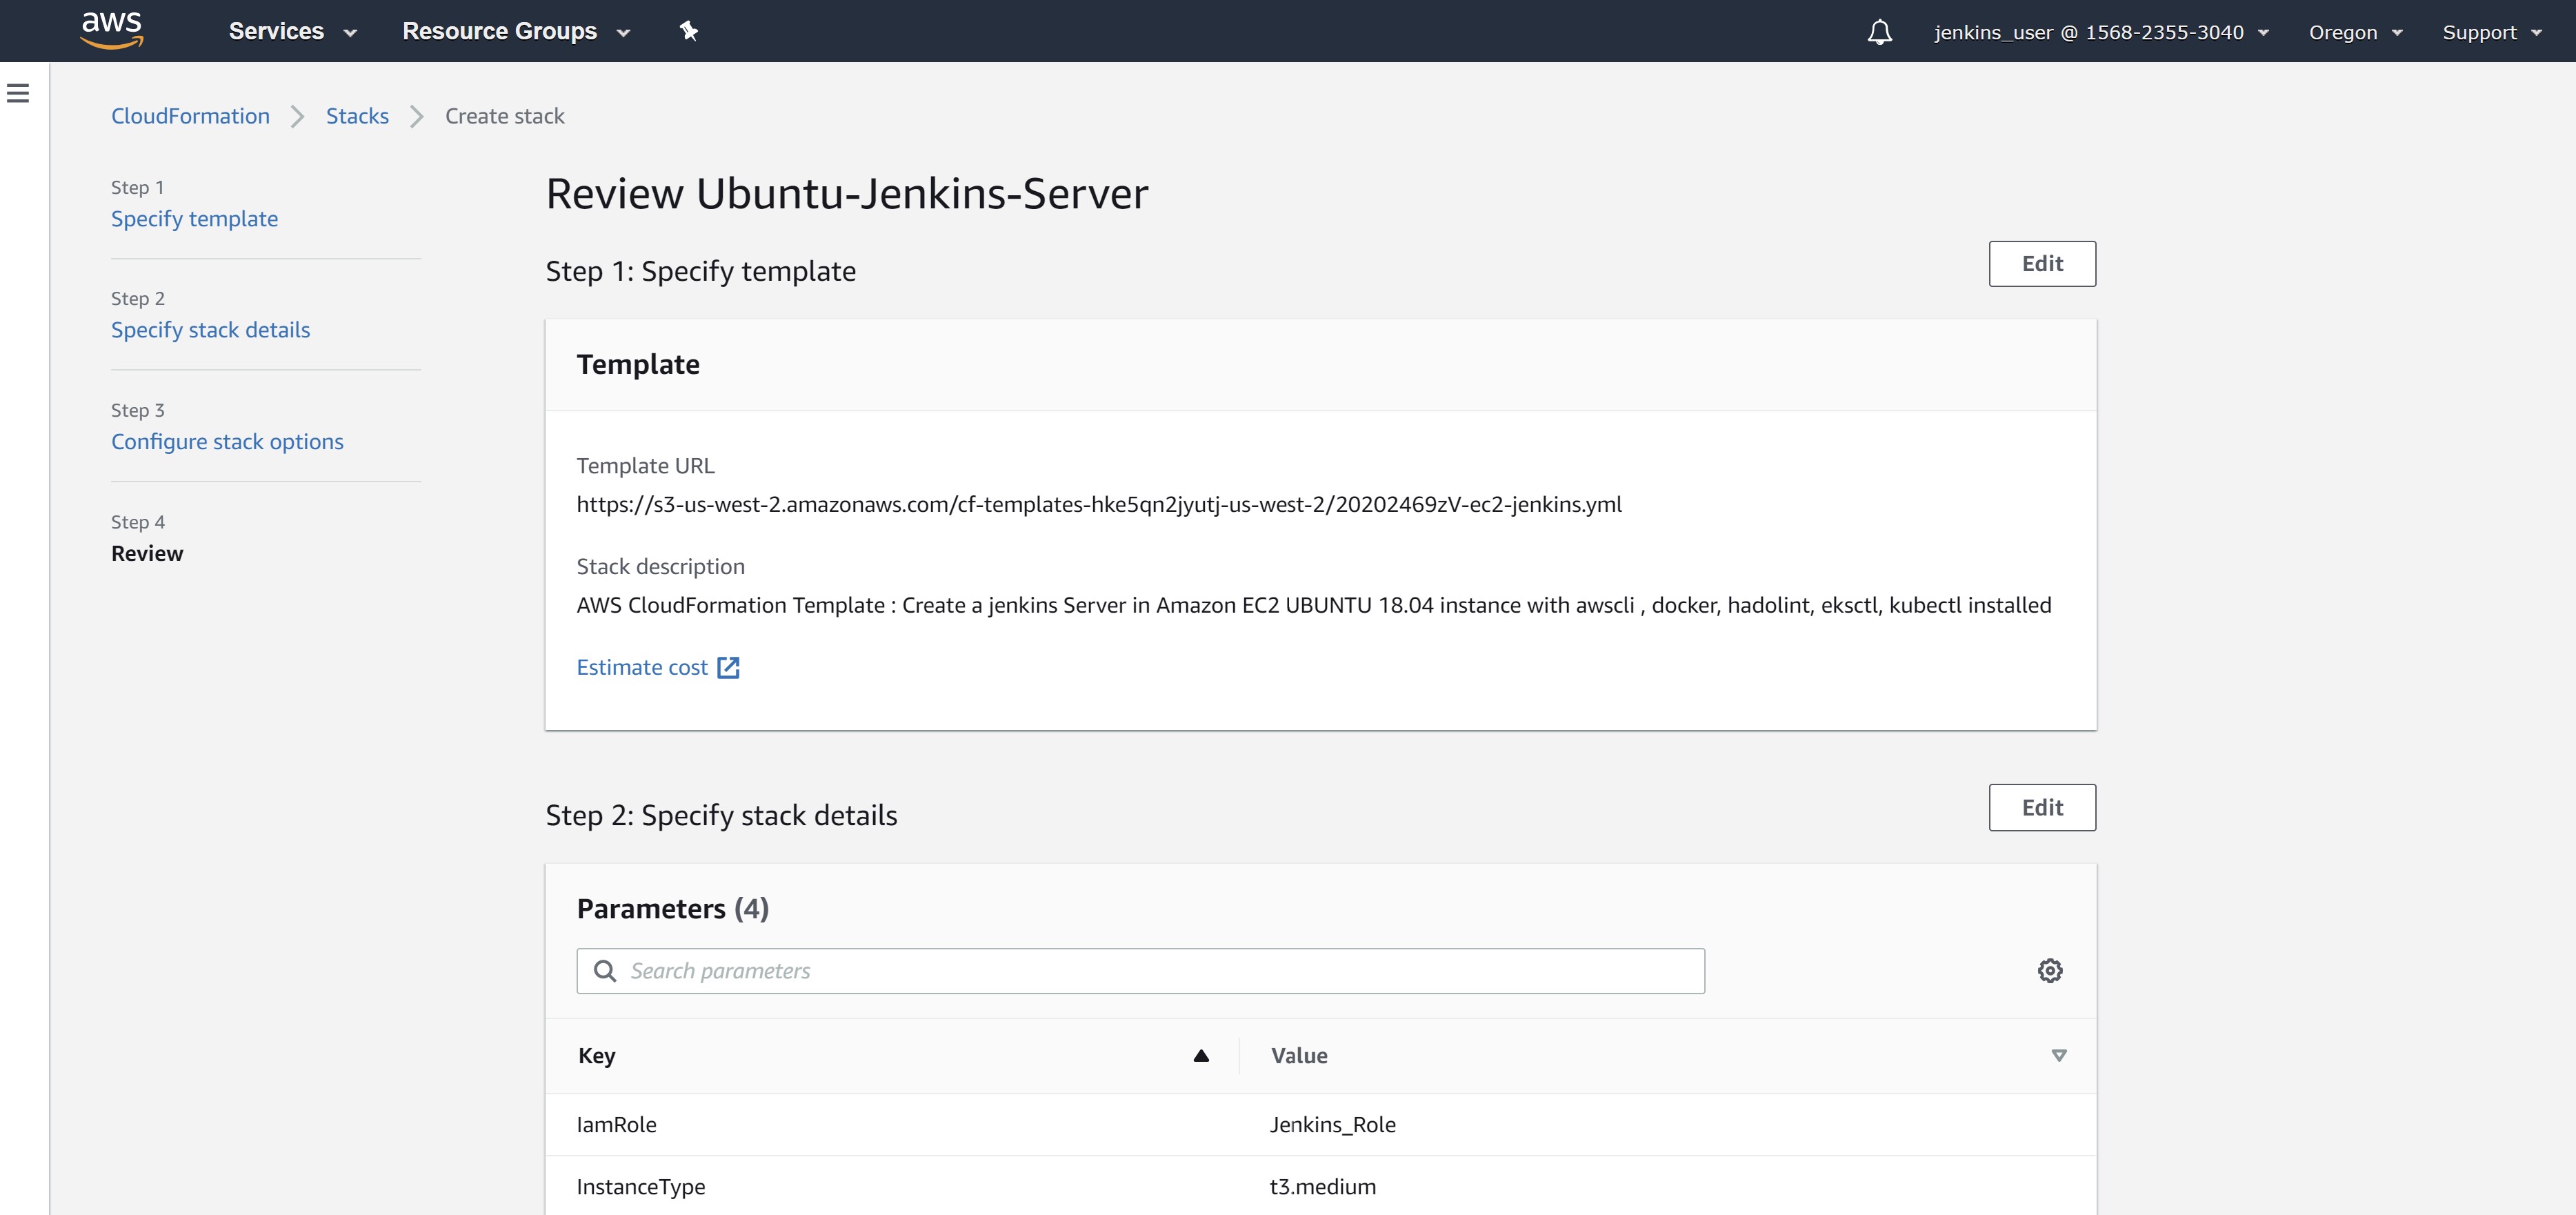 aws Services Resource Groups jenkins_user @ 1568-2355-3040 Oregon Support
CloudFormation Stacks Create stack
Step 1
Specify template
Step 2
Specify stack details
Step 3
Configure stack options
Step 4
Review
Review Ubuntu-Jenkins-Server
Step 1: Specify template Edit
Template
Template URL
https://s3-us-west-2.amazonaws.com/cf-templates-hke5qn2jyutj-us-west-2/20202469zV-ec2-jenkins.yml
Stack description
AWS CloudFormation Template : Create a jenkins Server in Amazon EC2 UBUNTU 18.04 instance with awscli , docker, hadolint, eksctl, kubectl installed
Estimate cost
Step 2: Specify stack details Edit
Parameters (4)
Search parameters
Key Value
IamRole Jenkins_Role
InstanceType t3.medium